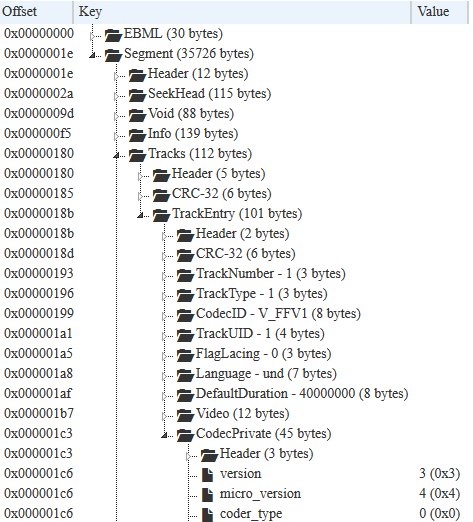 Offset Key Value
0x00000000 EBML (30 bytes)
0x0000001e Segment (35726 bytes)
0x0000001e Header (12 bytes)
0x0000002a SeekHead (115 bytes)
0x0000009d Void (88 bytes)
0x000000f5 Info (139 bytes)
0x00000180 Tracks (112 bytes)
0x00000180 Header (5 bytes)
0x00000185 CRC-32 (6 bytes)
0x0000018b TrackEntry (101 bytes)
0x0000018b Header (2 bytes)
0x0000018d CRC-32 (6 bytes)
0x00000193 TrackNumber - 1 (3 bytes)
0x00000196 TrackType - 1 (3 bytes)
0x00000199 CodecID - V_FFV1 (8 bytes)
0x000001a1 TrackUID - 1 (4 bytes)
0x000001a5 FlagLacing - 0 (3 bytes)
0x000001a8 Language - und (7 bytes)
0x000001af DefaultDuration - 40000000 (8 bytes)
0x000001b7 Video (12 bytes)
0x000001c3 CodecPrivate (45 bytes)
0x000001c3 Header (3 bytes)
0x000001c6 version 3 (0x3)
0x000001c6 micro_version 4 (0x4)
0x000001c6 coder_type 0 (0x0)